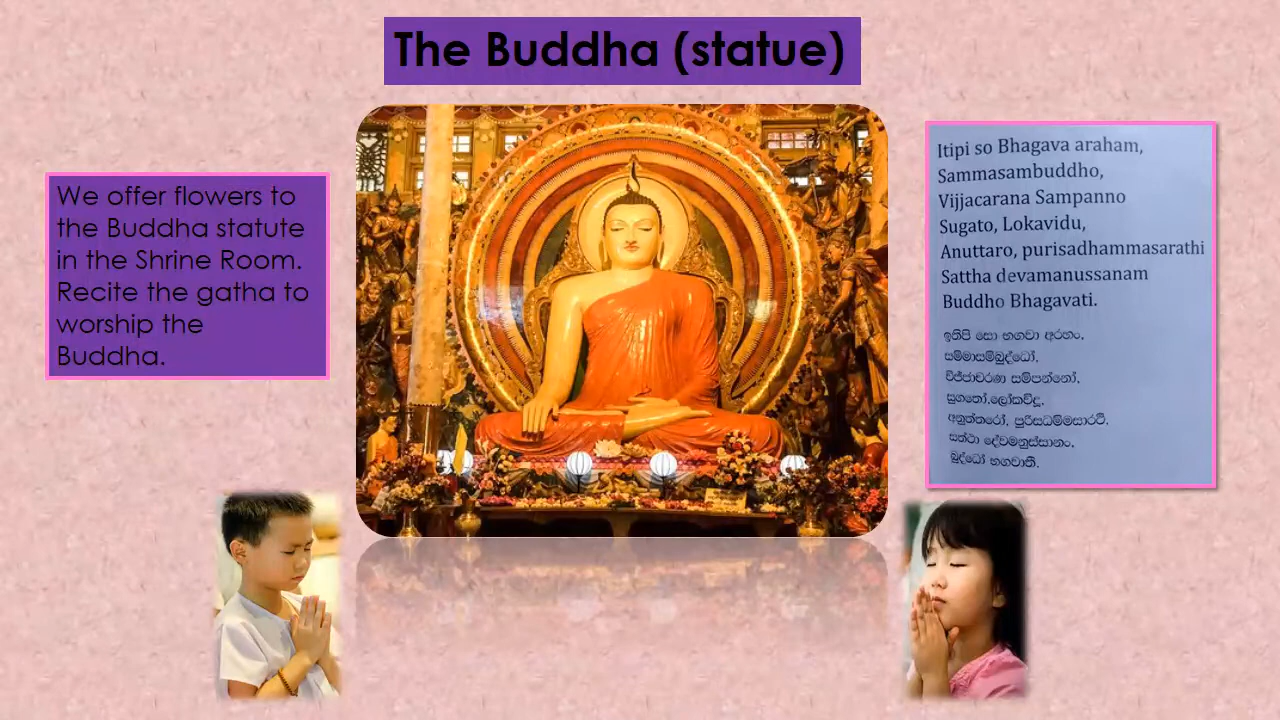 The Buddha (statue)
We offer flowers to
the Buddha statute
in the Shrine Room.
Recite the gatha to
worship the
Buddha.
Itipi so Bhagava araham,
Sammasambuddho,
Vijjacarana Sampanno
Sugato, Lokavidu,
Anuttaro, purisadhammasarathi
Sattha devamanussanam
Buddho Bhagavati.
ඉතිපි සො භගවා අරහං.
සම්මාසම්බුද්ධෝ,
විජ්ජාචරණ සම්පන්නෝ,
සුගතෝ,ලෝකවිදූ,
අනුත්තරෝ, පුරිසධම්මසාරථි.
සත්ථා දේවමනුස්සානං.
බුද්ධෝ භගවාතී.